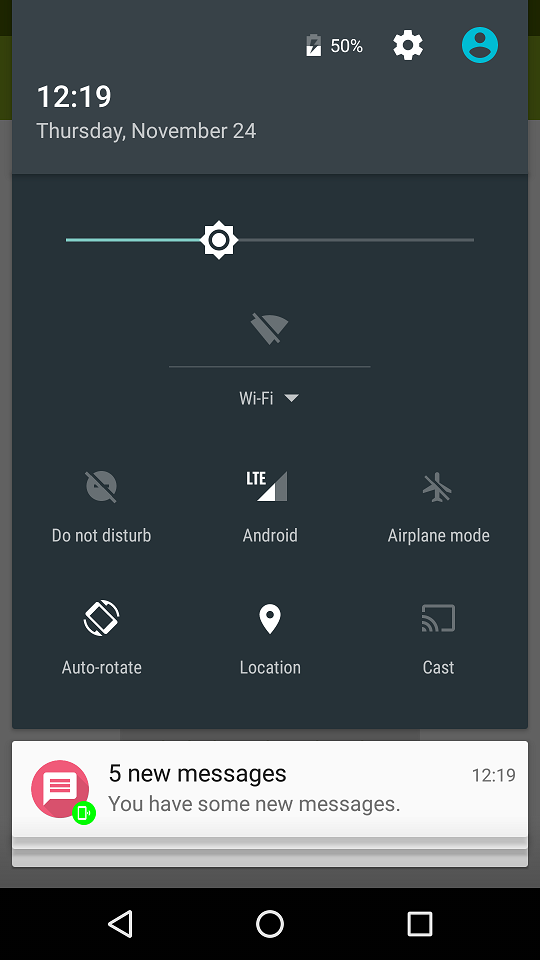 50%
12:19
Thursday, November 24
Wi-Fi
Do not disturb
LTE
Android
Airplane mode
Auto-rotate
Location
Cast
5 new messages
12:19
You have some new messages.